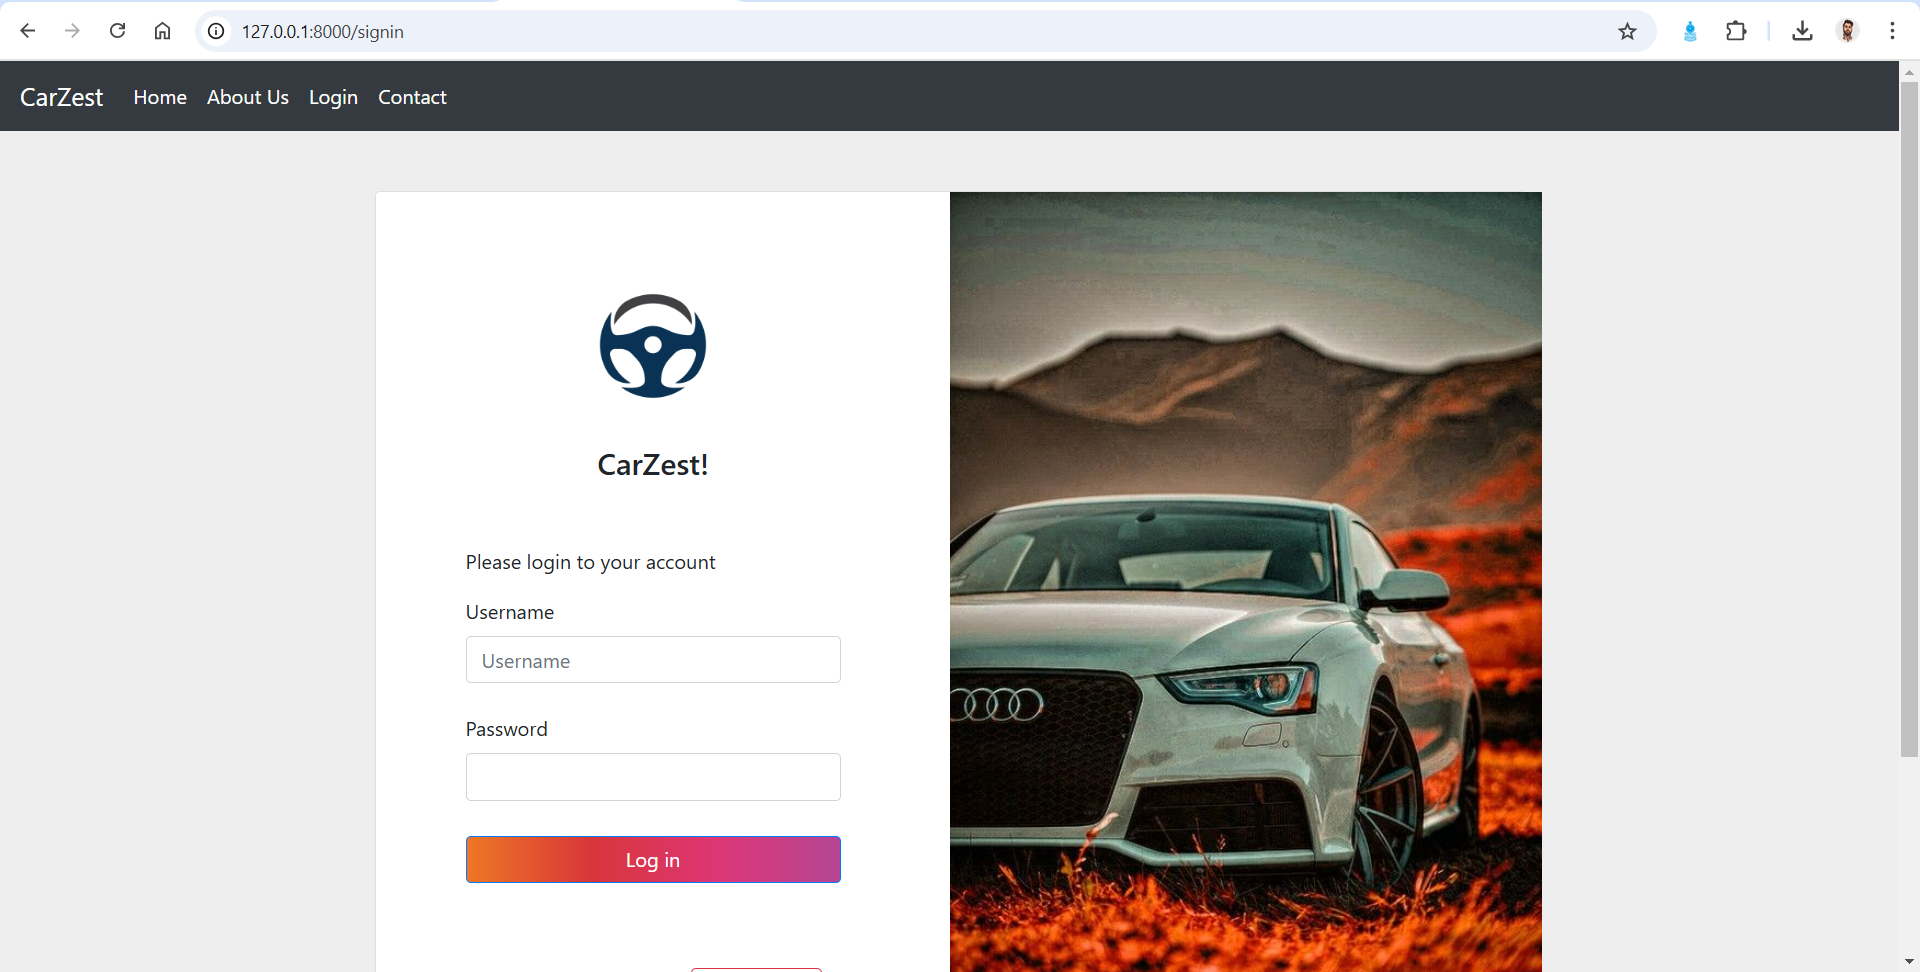 127.0.0.1:8000/signin
CarZest Home About Us Login Contact
CarZest!
Please login to your account
Username
Username
Password
Log in